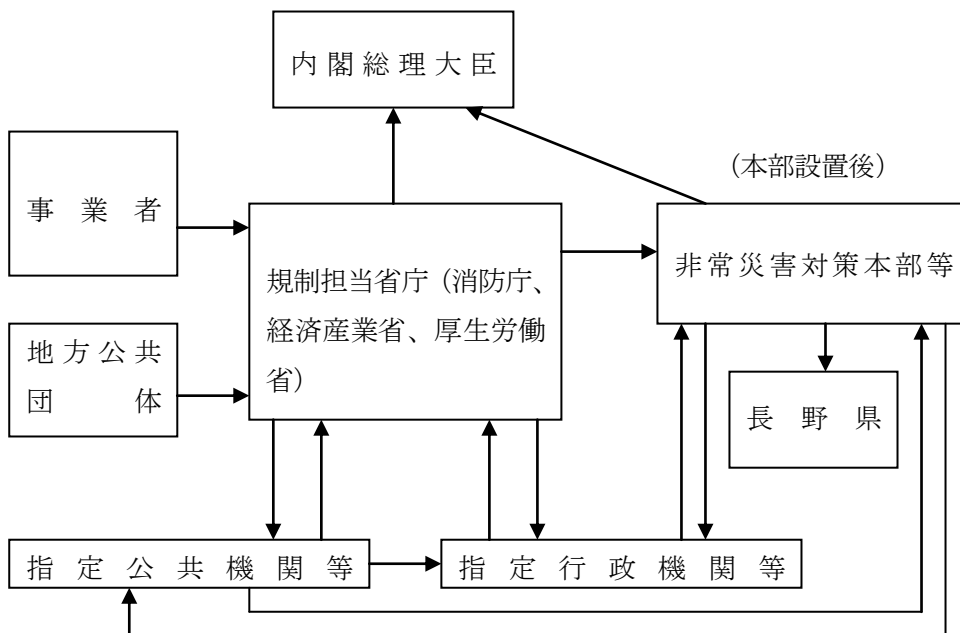 内閣総理大臣
(本部設置後)
事業者
規制担当省庁(消防庁、
経済産業省、厚生労働
省)
非常災害対策本部等
地方公共
団体
長野県
指定公共機関等
指定行政機関等